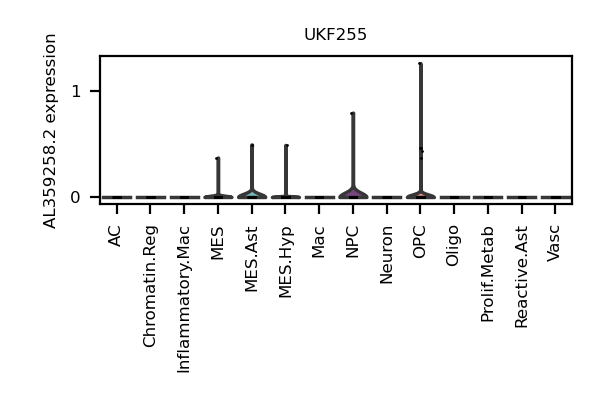 UKF255
AL359258.2 expression
1
0
AC
Chromatin.Reg
Inflammatory.Mac
MES
MES.Ast
MES.Hyp
Mac
NPC
Neuron
OPC
Oligo
Prolif.Metab
Reactive.Ast
Vasc